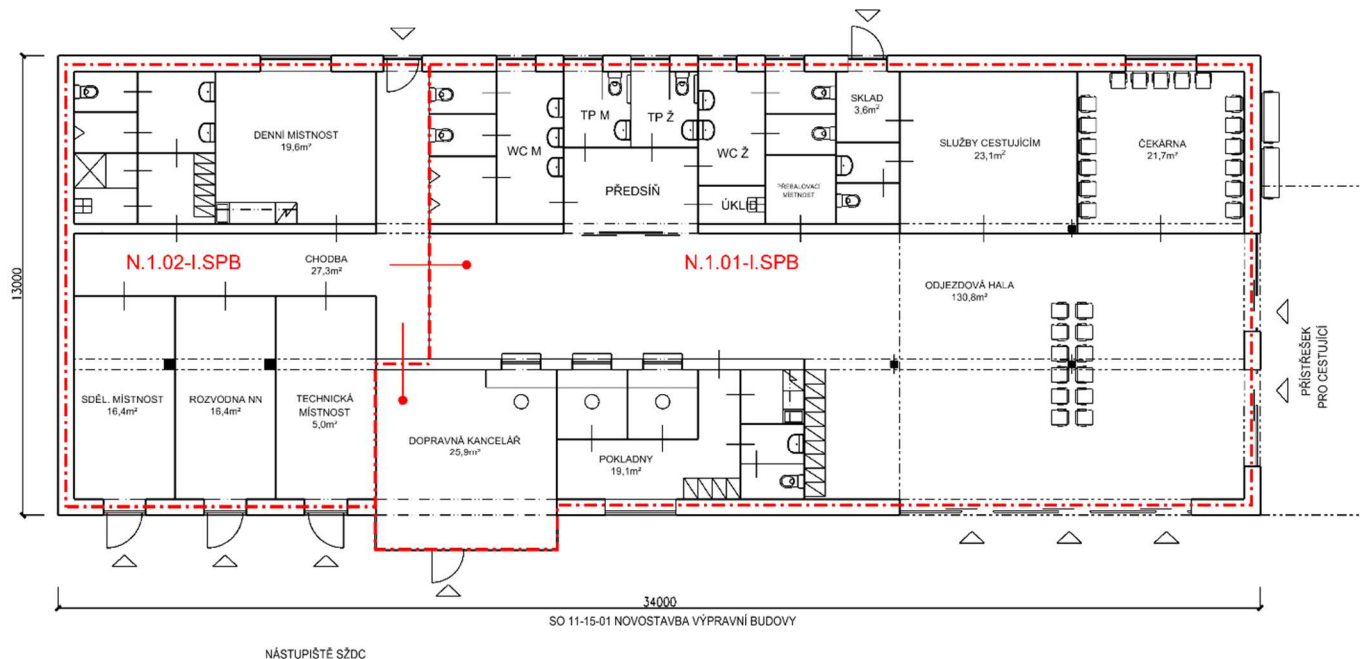 DENNÍ MÍSTNOST
19,6m²
WC M
TP M
TP Ž
WC Ž
PŘEDSÍŇ
ÚKLID
PŘEBALOVACÍ
MÍSTNOST
SKLAD
3,6m²
SLUŽBY CESTUJÍCÍM
23,1m²
ČEKÁRNA
21,7m²
N.1.02-I.SPB
CHODBA
27,3m²
N.1.01-I.SPB
ODJEZDOVÁ HALA
130,8m²
13000
PŘÍSTŘEŠEK
PRO CESTUJÍCÍ
SDĚL. MÍSTNOST
16,4m²
ROZVODNA NN
16,4m²
TECHNICKÁ
MÍSTNOST
5,0m²
DOPRAVNÁ KANCELÁŘ
25,9m²
POKLADNY
19,1m²
34000
SO 11-15-01 NOVOSTAVBA VÝPRAVNÍ BUDOVY
NÁSTUPIŠTĚ SŽDC